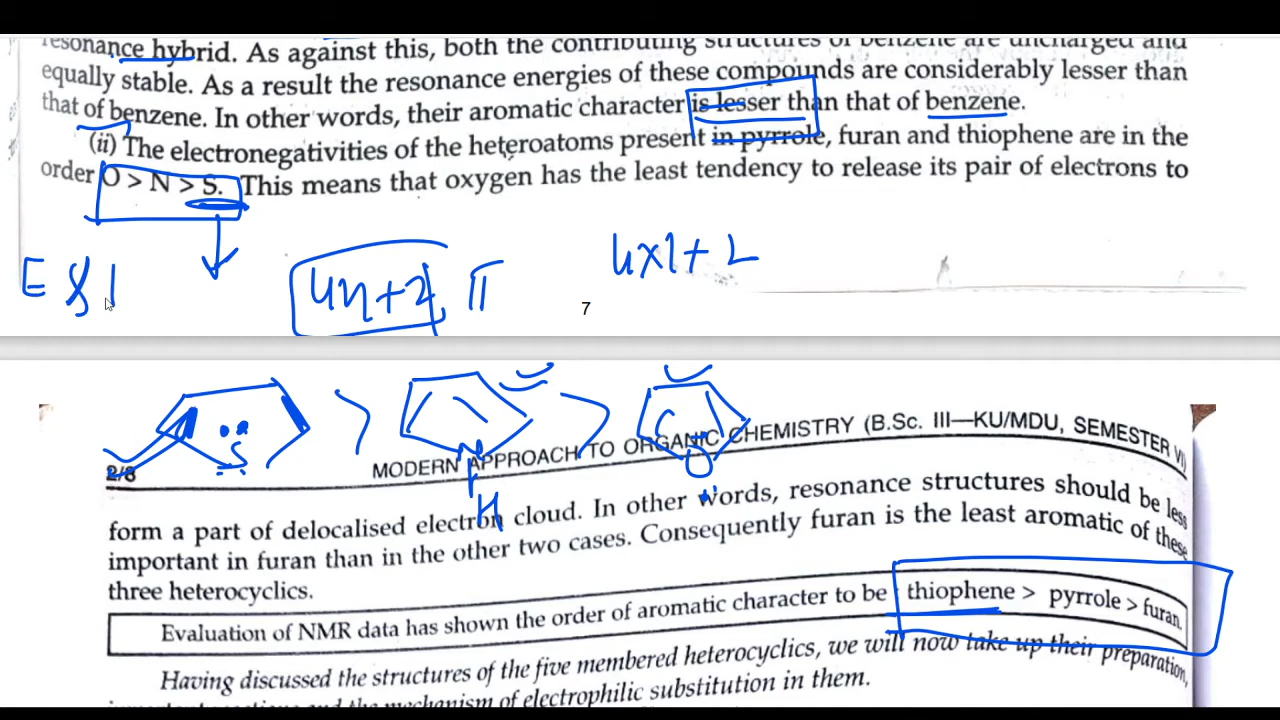 resonance hybrid. As against this, both the contributing structures of benzene are uncharged and
equally stable. As a result the resonance energies of these compounds are considerably lesser than
that of benzene. In other words, their aromatic character is lesser than that of benzene.
(ii) The electronegativities of the heteroatoms present in pyrrole, furan and thiophene are in the
order O > N > S. This means that oxygen has the least tendency to release its pair of electrons to
4n+2 π
4x1+2
7
S > N H > O
2/8 MODERN APPROACH TO ORGANIC CHEMISTRY (B.Sc. III—KU/MDU, SEMESTER VI)
form a part of delocalised electron cloud. In other words, resonance structures should be less
important in furan than in the other two cases. Consequently furan is the least aromatic of these
three heterocyclics.
Evaluation of NMR data has shown the order of aromatic character to be thiophene > pyrrole > furan.
Having discussed the structures of the five membered heterocyclics, we will now take up their preparation,
mechanism of electrophilic substitution in them.